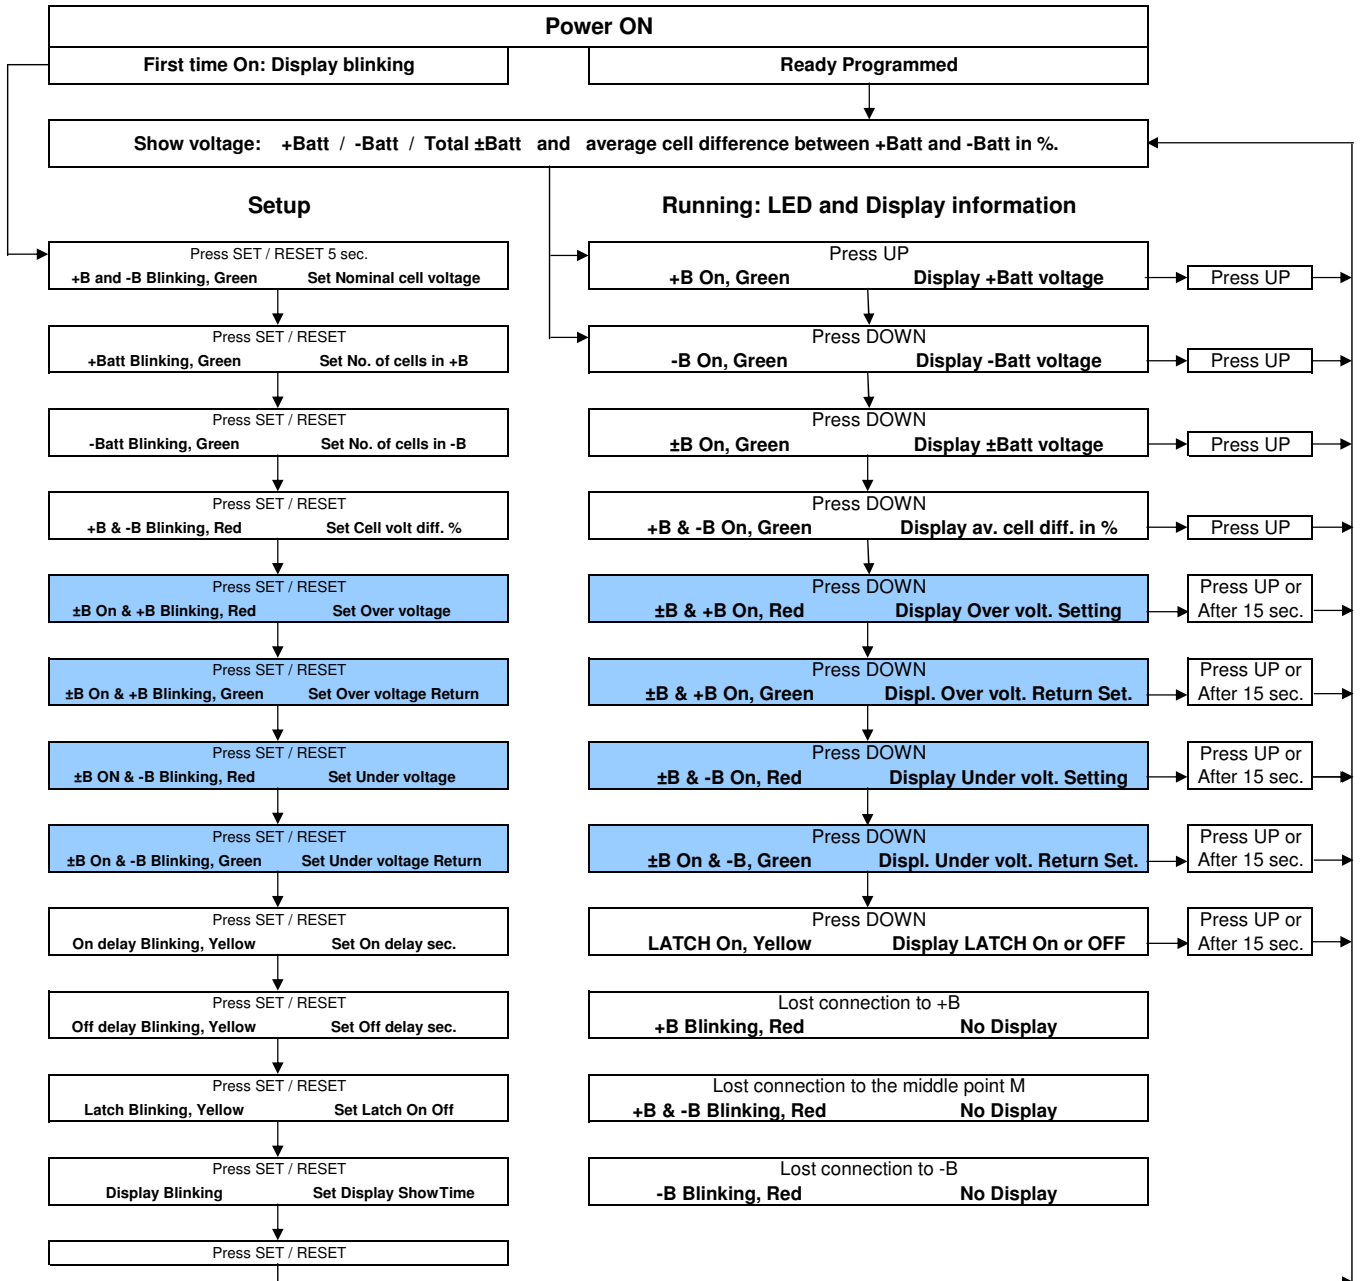 Power ON
First time On: Display blinking
Ready Programmed
Show voltage: +Batt / -Batt / Total ±Batt and average cell difference between +Batt and -Batt in %.
Setup
Running: LED and Display information
Press SET / RESET 5 sec.
+B and -B Blinking, Green Set Nominal cell voltage
Press UP
+B On, Green Display +Batt voltage
Press UP
Press SET / RESET
+Batt Blinking, Green Set No. of cells in +B
Press DOWN
-B On, Green Display -Batt voltage
Press UP
Press SET / RESET
-Batt Blinking, Green Set No. of cells in -B
Press DOWN
±B On, Green Display ±Batt voltage
Press UP
Press SET / RESET
+B & -B Blinking, Red Set Cell volt diff. %
Press DOWN
+B & -B On, Green Display av. cell diff. in %
Press UP
Press SET / RESET
±B On & +B Blinking, Red Set Over voltage
Press DOWN
±B & +B On, Red Display Over volt. Setting
Press UP or
After 15 sec.
Press SET / RESET
±B On & +B Blinking, Green Set Over voltage Return
Press DOWN
±B & +B On, Green Displ. Over volt. Return Set.
Press UP or
After 15 sec.
Press SET / RESET
±B ON & -B Blinking, Red Set Under voltage
Press DOWN
±B & -B On, Red Display Under volt. Setting
Press UP or
After 15 sec.
Press SET / RESET
±B On & -B Blinking, Green Set Under voltage Return
Press DOWN
±B On & -B, Green Displ. Under volt. Return Set.
Press UP or
After 15 sec.
Press SET / RESET
On delay Blinking, Yellow Set On delay sec.
Press DOWN
LATCH On, Yellow Display LATCH On or OFF
Press UP or
After 15 sec.
Press SET / RESET
Off delay Blinking, Yellow Set Off delay sec.
Lost connection to +B
+B Blinking, Red No Display
Press SET / RESET
Latch Blinking, Yellow Set Latch On Off
Lost connection to the middle point M
+B & -B Blinking, Red No Display
Press SET / RESET
Display Blinking Set Display ShowTime
Lost connection to -B
-B Blinking, Red No Display
Press SET / RESET